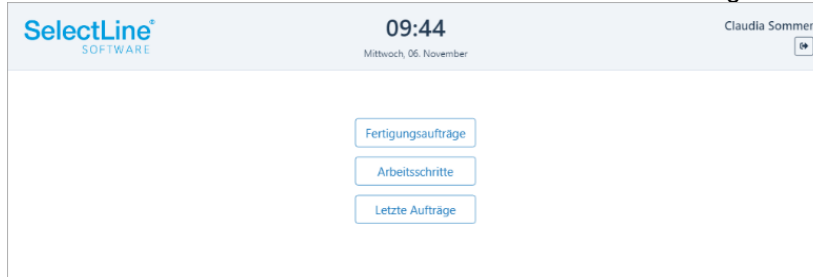 SelectLine®
SOFTWARE
09:44
Mittwoch, 06. November
Claudia Sommer
Fertigungsaufträge
Arbeitsschritte
Letzte Aufträge